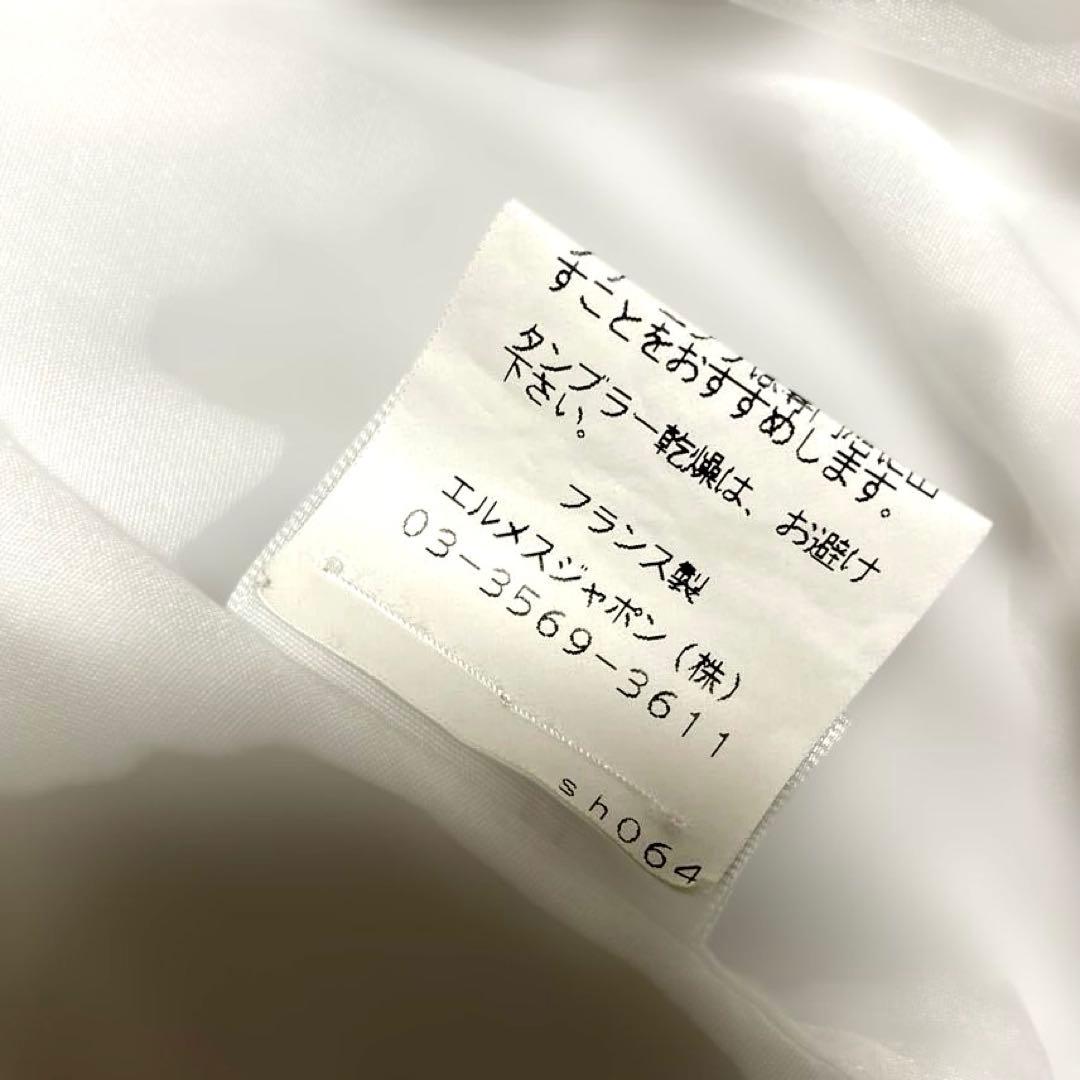 すことをおすすめします。
タンブラー乾燥は、お避け
下さい。
フランス製
エルメスジャポン(株)
03-3569-3611
sh064